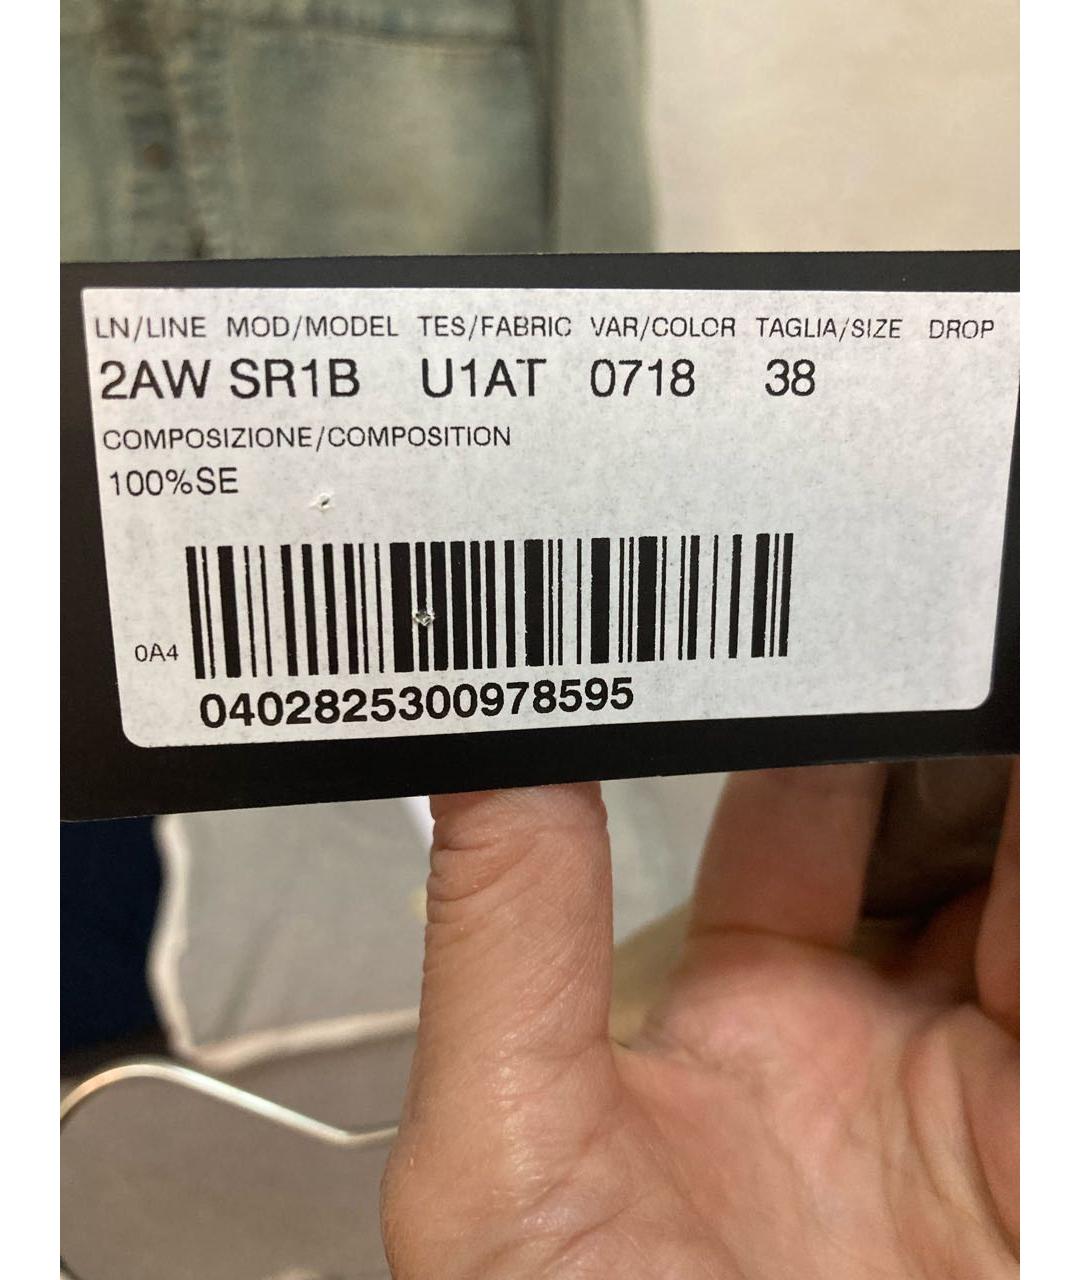 LN/LINE MOD/MODEL TES/FABRIC VAR/COLOR TAGLIA/SIZE DROP
2AW SR1B U1AT 0718 38
COMPOSIZIONE/COMPOSITION
100%SE
0A4
0402825300978595